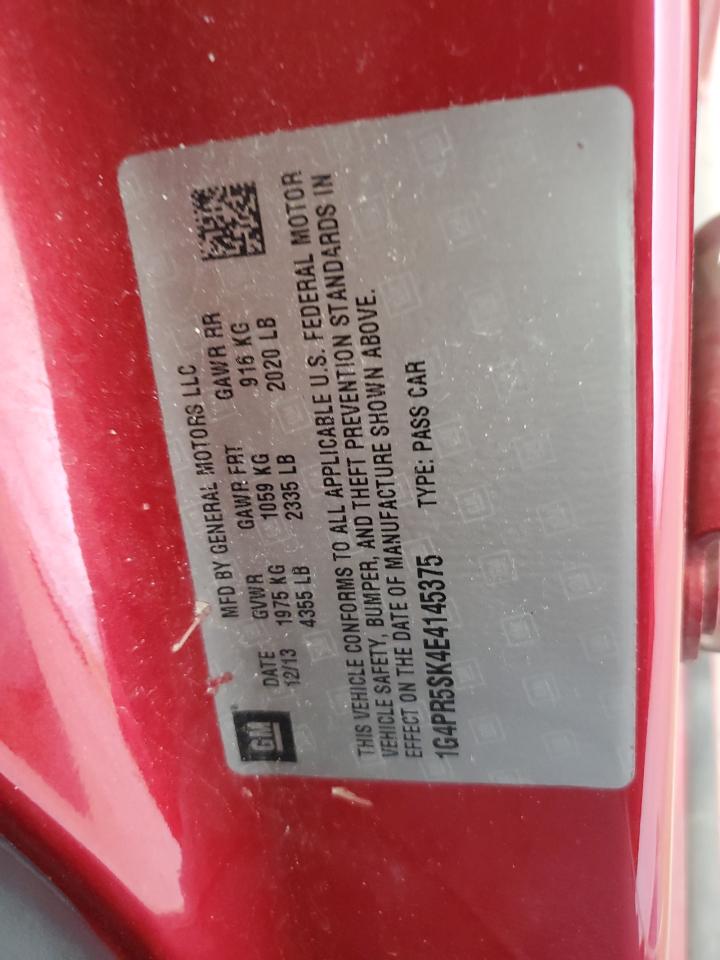 GM
MFD BY GENERAL MOTORS LLC
DATE GVWR GAWR FRT GAWR RR
12/13 1975 KG 1059 KG 916 KG
4355 LB 2335 LB 2020 LB
THIS VEHICLE CONFORMS TO ALL APPLICABLE U.S. FEDERAL MOTOR
VEHICLE SAFETY, BUMPER, AND THEFT PREVENTION STANDARDS IN
EFFECT ON THE DATE OF MANUFACTURE SHOWN ABOVE.
1G4PR5SK4E4145375 TYPE: PASS CAR